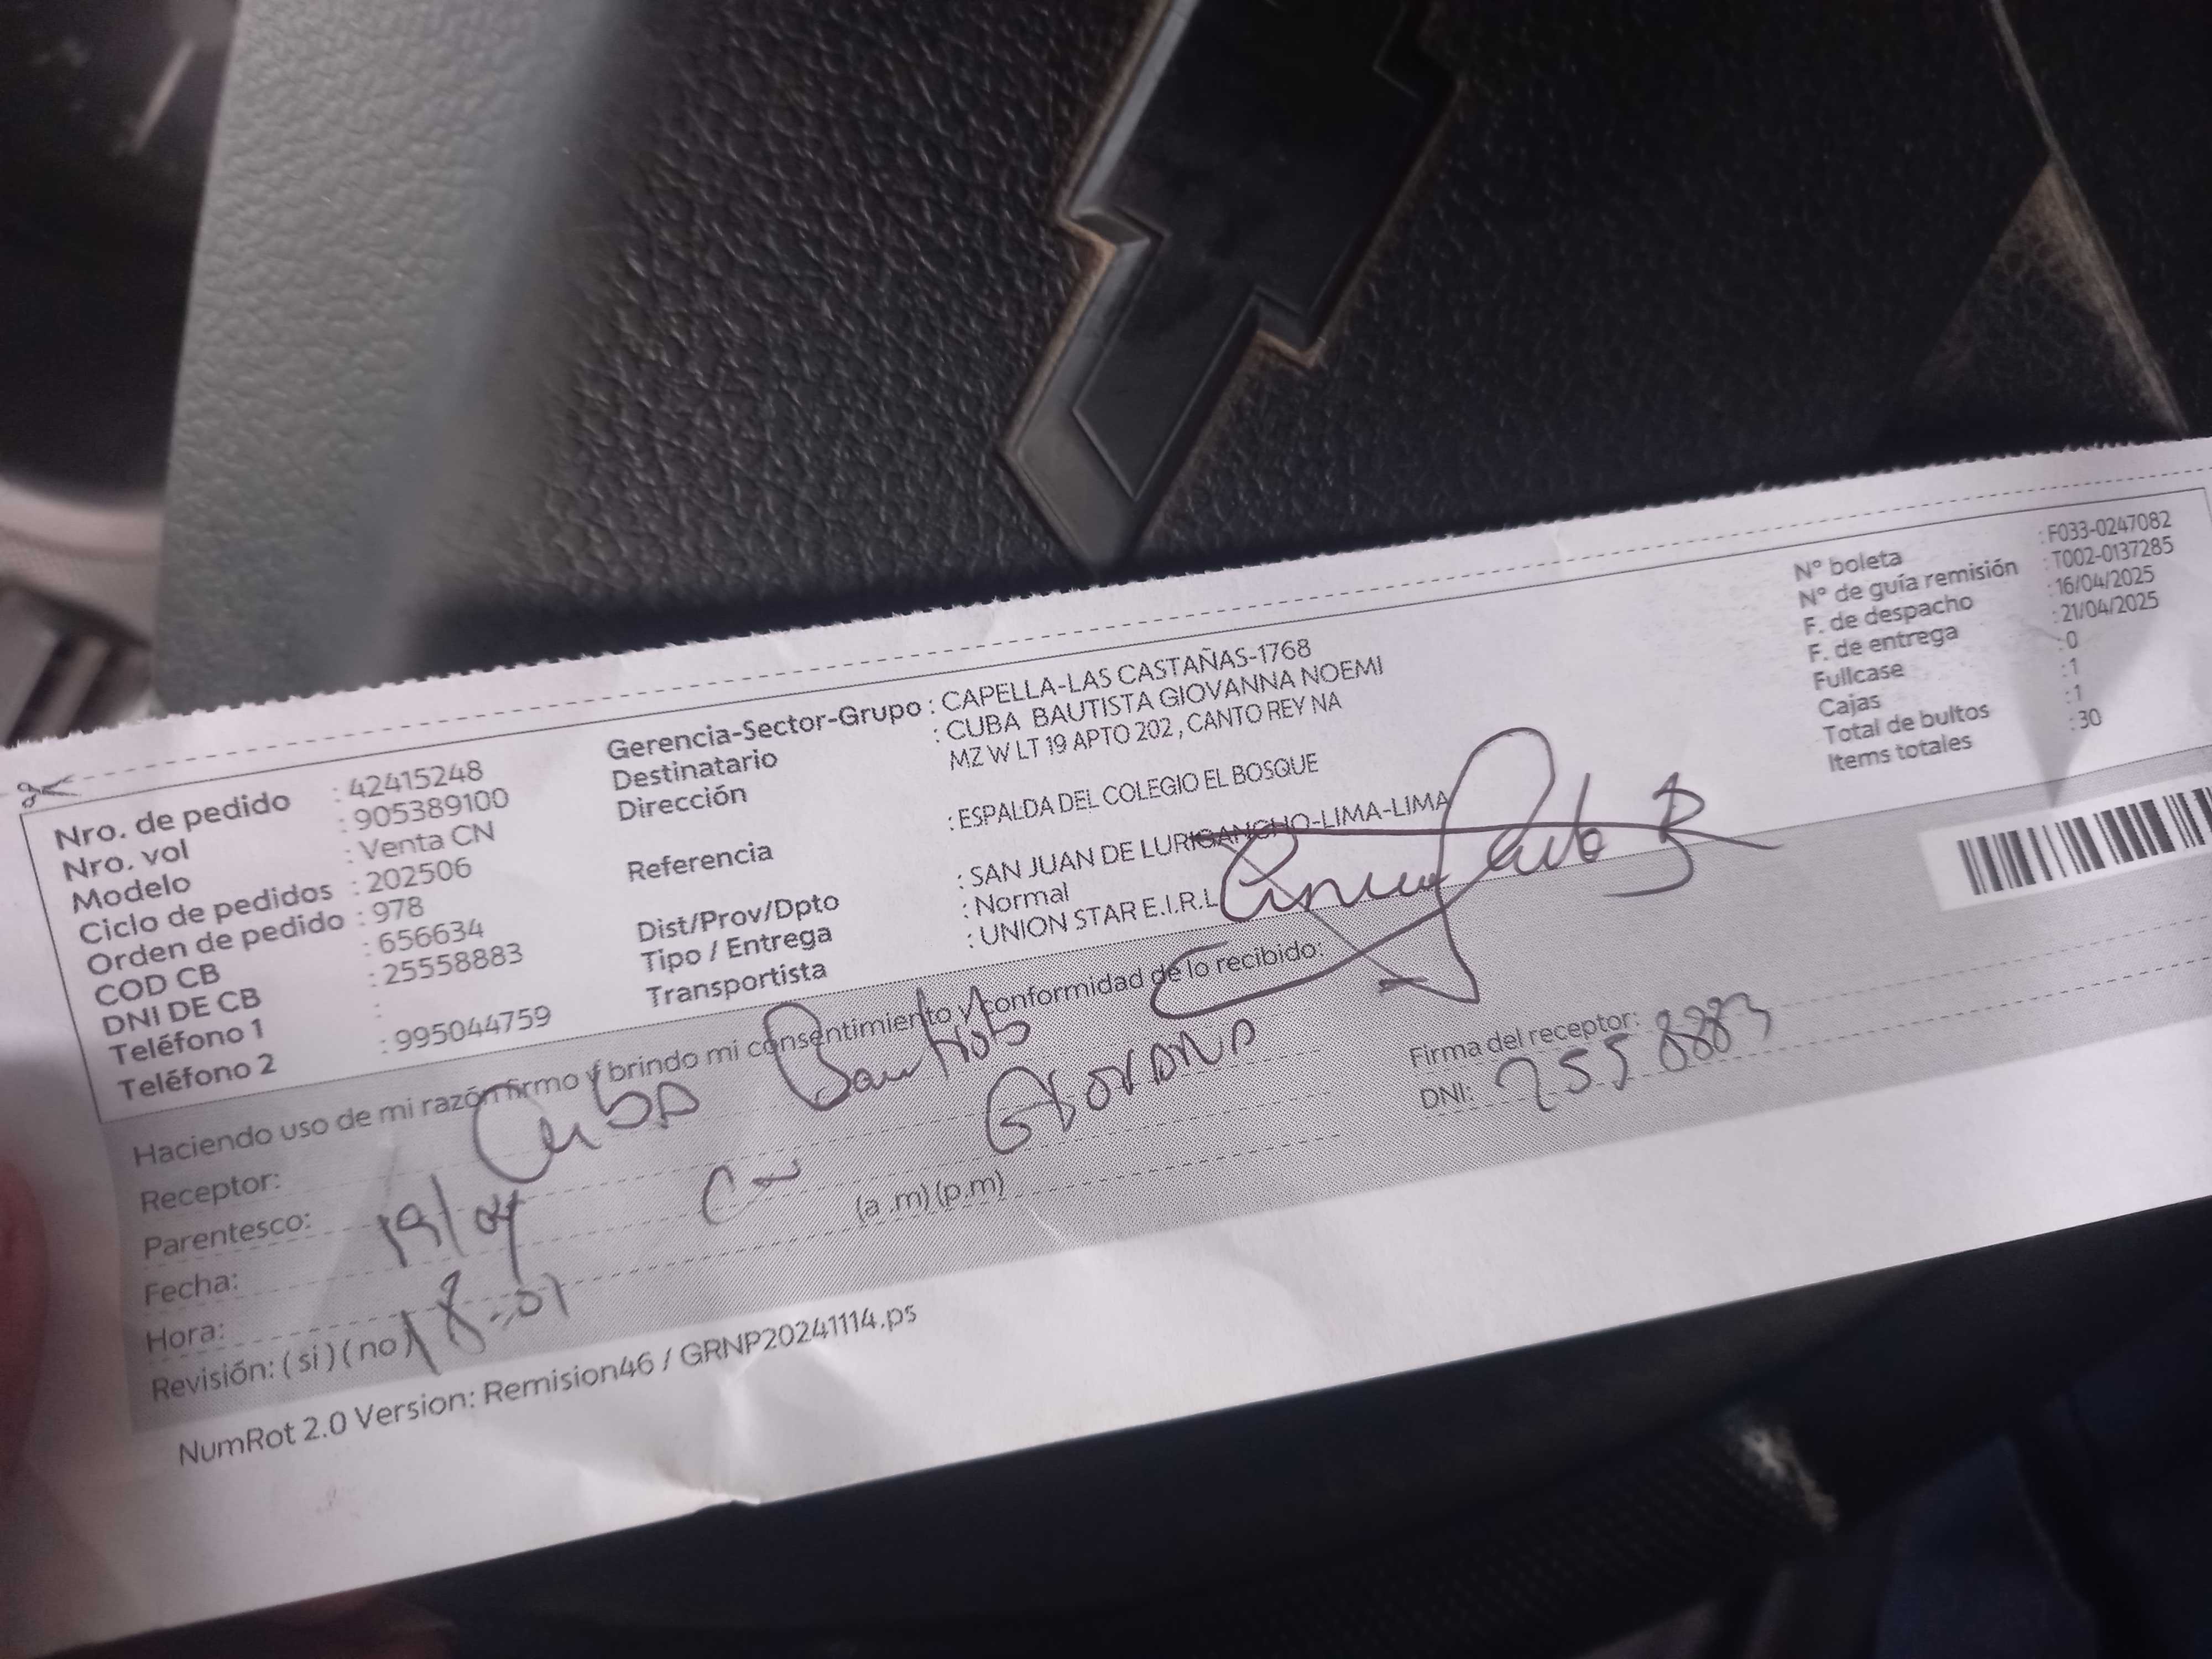 Nro. de pedido : 42415248
Nro. vol : 905389100
Modelo : Venta CN
Ciclo de pedidos : 202506
Orden de pedido : 978
COD CB : 656634
DNI DE CB : 25558883
Teléfono 1 :
Teléfono 2 : 995044759
Gerencia-Sector-Grupo : CAPELLA-LAS CASTAÑAS-1768
Destinatario : CUBA BAUTISTA GIOVANNA NOEMI
Dirección MZ W LT 19 APTO 202 , CANTO REY NA
Referencia : ESPALDA DEL COLEGIO EL BOSQUE
Dist/Prov/Dpto : SAN JUAN DE LURIGANCHO-LIMA-LIMA
Tipo / Entrega : Normal
Transportista : UNION STAR E.I.R.L
N° boleta : F033-0247082
N° de guía remisión : T002-0137285
F. de despacho : 16/04/2025
F. de entrega : 21/04/2025
Fullcase : 0
Cajas : 1
Total de bultos : 1
Items totales : 30
Haciendo uso de mi razón firmo y brindo mi consentimiento y conformidad de lo recibido:
Receptor: Cuba Bautista Giovanna
Firma del receptor:
Parentesco:
DNI: 25558883
Fecha: 19/04
Hora: 18:01 (a .m) (p.m)
Revisión: ( si ) ( no )
NumRot 2.0 Version: Remision46 / GRNP20241114.ps